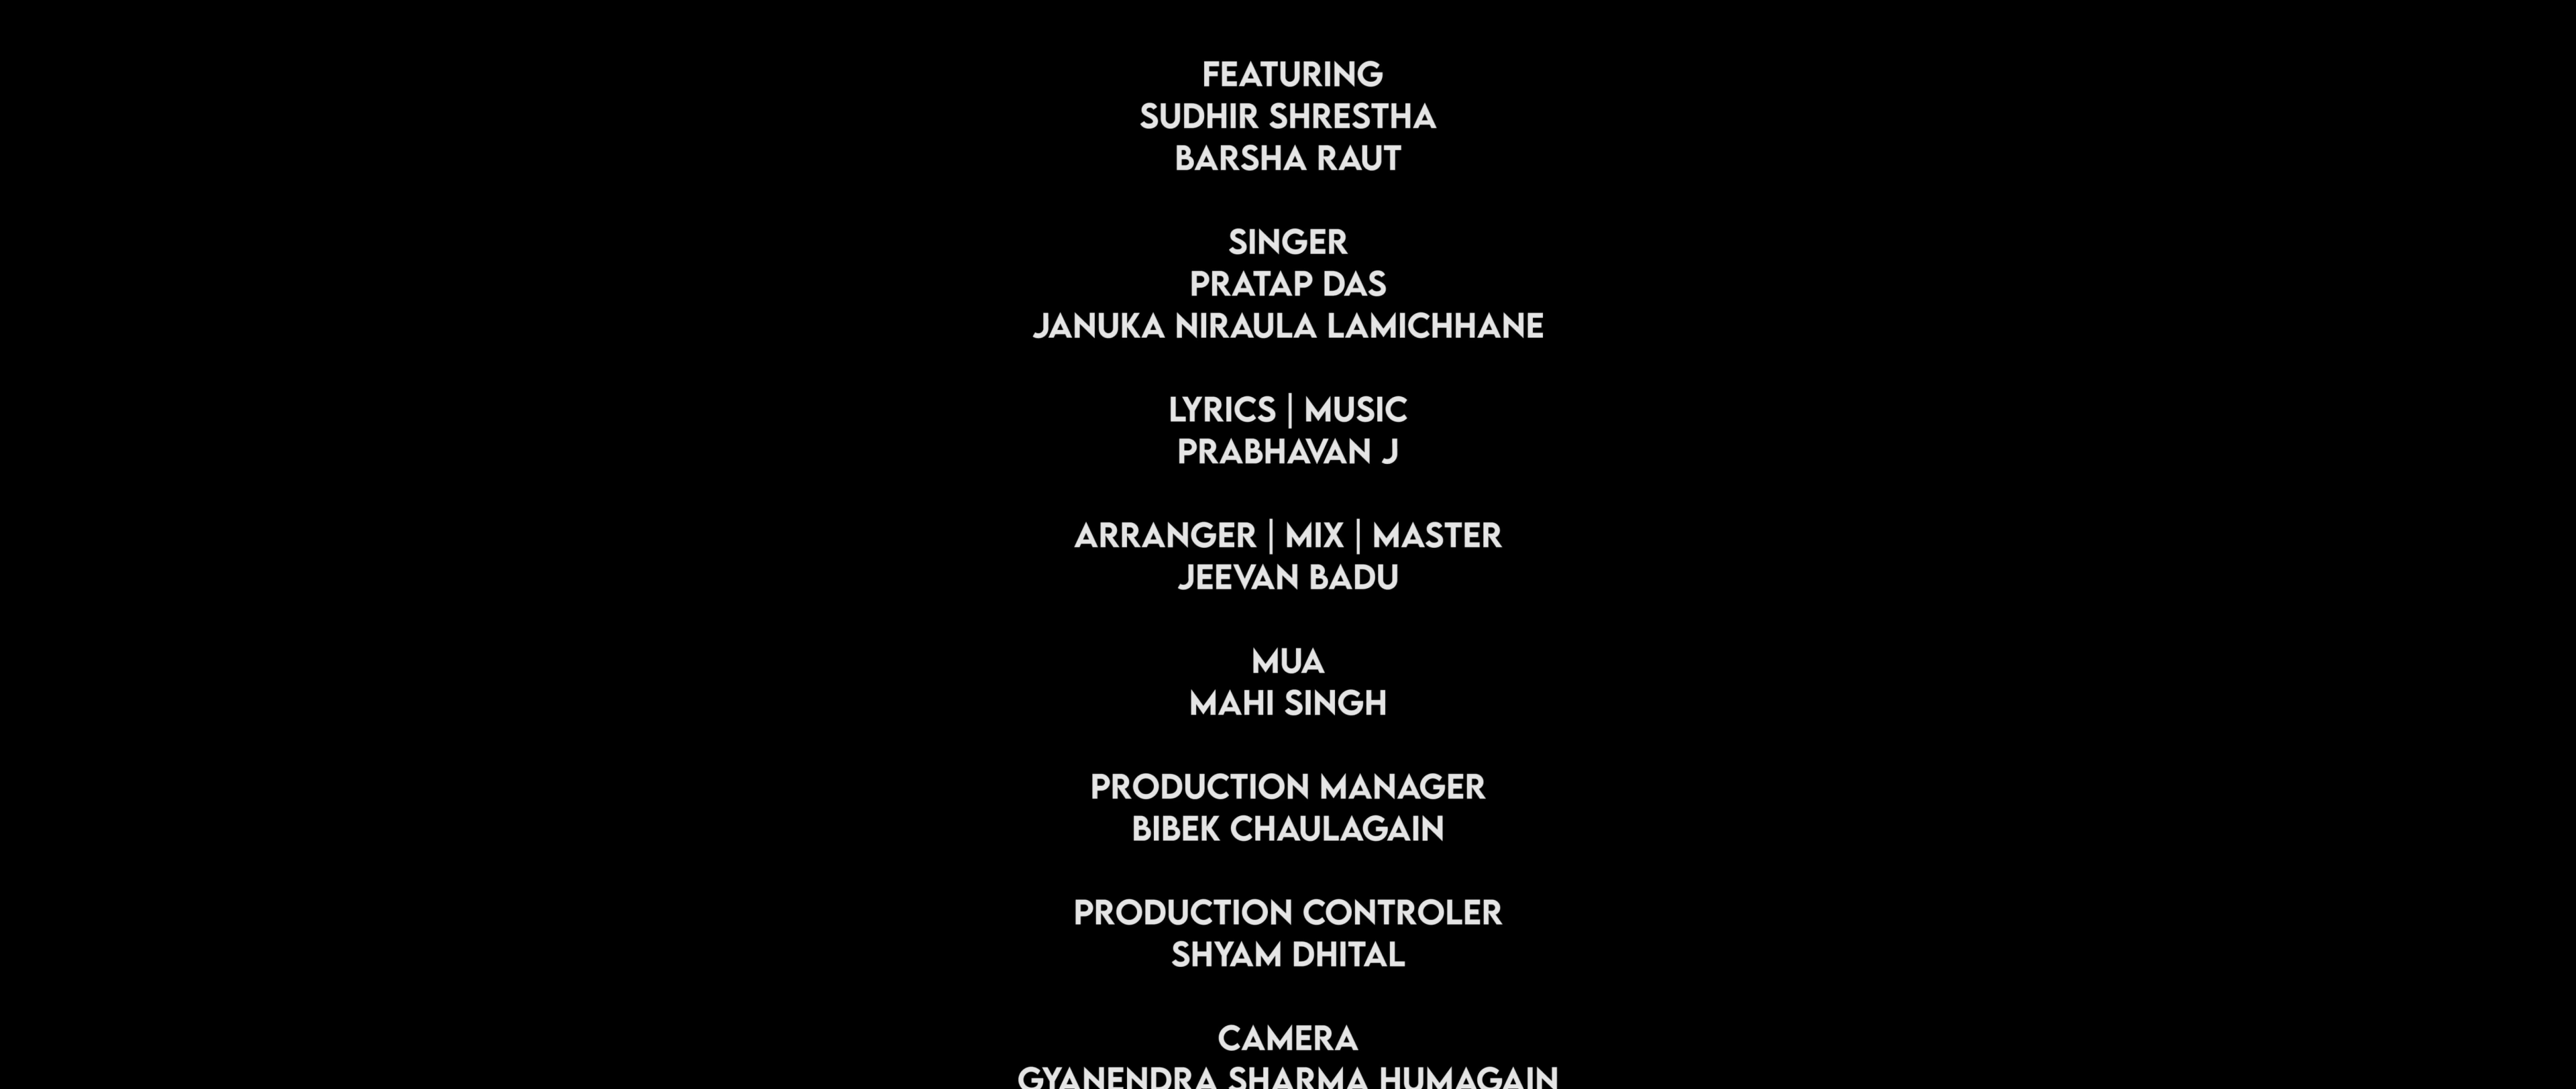 FEATURING
SUDHIR SHRESTHA
BARSHA RAUT
SINGER
PRATAP DAS
JANUKA NIRAULA LAMICHHANE
LYRICS | MUSIC
PRABHAVAN J
ARRANGER | MIX | MASTER
JEEVAN BADU
MUA
MAHI SINGH
PRODUCTION MANAGER
BIBEK CHAULAGAIN
PRODUCTION CONTROLER
SHYAM DHITAL
CAMERA
GYANENDRA SHARMA HUMAGAIN